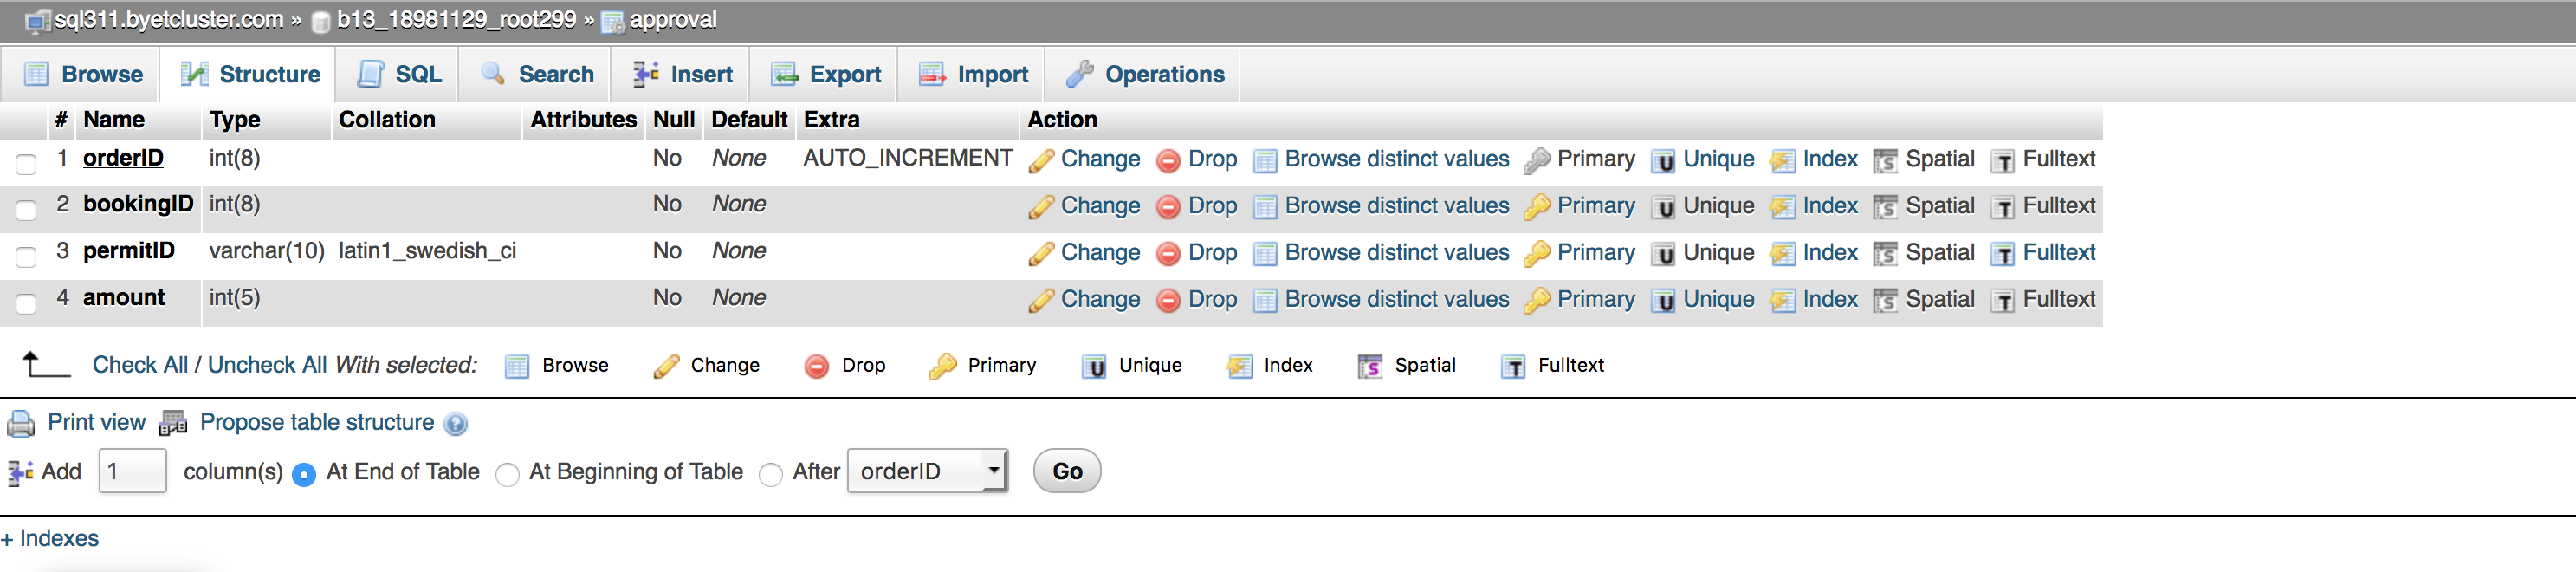 sql311.byetcluster.com » b13_18981129_root299 » approval
Browse Structure SQL Search Insert Export Import Operations
# Name Type Collation Attributes Null Default Extra Action
1 orderID int(8) No None AUTO_INCREMENT Change Drop Browse distinct values Primary Unique Index Spatial Fulltext
2 bookingID int(8) No None Change Drop Browse distinct values Primary Unique Index Spatial Fulltext
3 permitID varchar(10) latin1_swedish_ci No None Change Drop Browse distinct values Primary Unique Index Spatial Fulltext
4 amount int(5) No None Change Drop Browse distinct values Primary Unique Index Spatial Fulltext
Check All / Uncheck All With selected: Browse Change Drop Primary Unique Index Spatial Fulltext
Print view Propose table structure
Add 1 column(s) At End of Table At Beginning of Table After orderID Go
+ Indexes